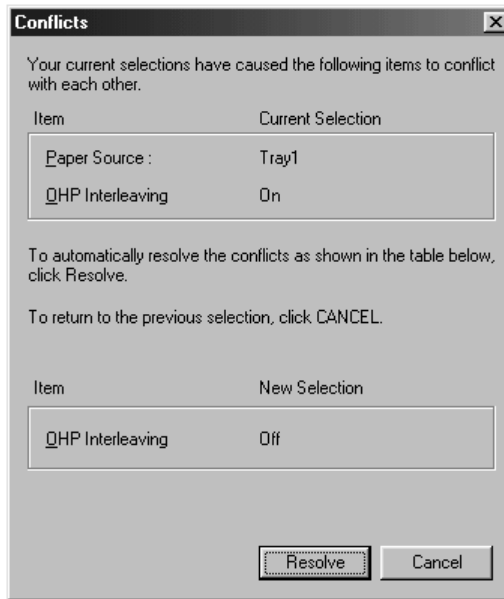 Conflicts
Your current selections have caused the following items to conflict
with each other.
Item Current Selection
Paper Source : Tray1
OHP Interleaving On
To automatically resolve the conflicts as shown in the table below,
click Resolve.
To return to the previous selection, click CANCEL.
Item New Selection
OHP Interleaving Off
Resolve Cancel